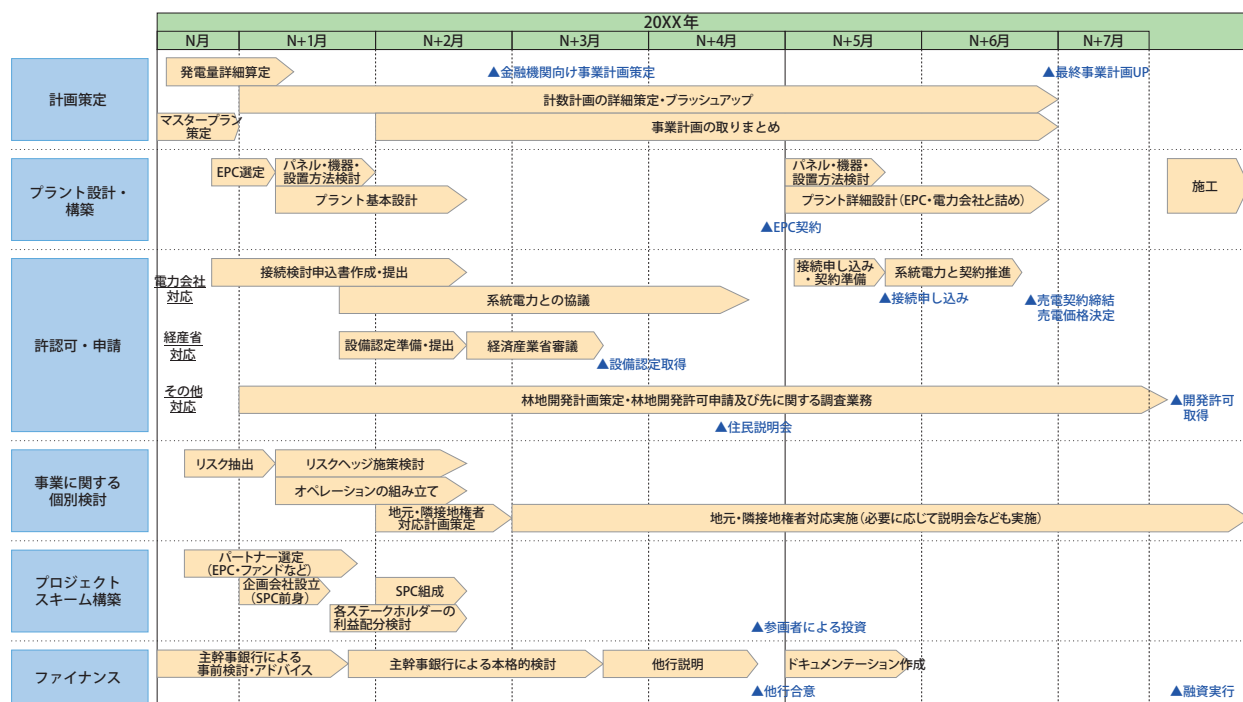 20XX年
N月
N+1月
N+2月
N+3月
N+4月
N+5月
N+6月
N+7月
計画策定
発電量詳細算定
▲金融機関向け事業計画策定
▲最終事業計画UP
計数計画の詳細策定・ブラッシュアップ
マスタープラン
策定
事業計画の取りまとめ
プラント設計・
構築
EPC選定
パネル・機器・
設置方法検討
プラント基本設計
パネル・機器・
設置方法検討
プラント詳細設計（EPC・電力会社と詰め）
施工
▲EPC契約
許認可・申請
電力会社
対応
接続検討申込書作成・提出
系統電力との協議
接続申し込み
・契約準備
系統電力と契約推進
▲接続申し込み
▲売電契約締結
売電価格決定
経産省
対応
設備認定準備・提出
経済産業省審議
▲設備認定取得
その他
対応
林地開発計画策定・林地開発許可申請及び先に関する調査業務
▲開発許可
取得
▲住民説明会
事業に関する
個別検討
リスク抽出
リスクヘッジ施策検討
オペレーションの組み立て
地元・隣接地権者
対応計画策定
地元・隣接地権者対応実施（必要に応じて説明会なども実施）
プロジェクト
スキーム構築
パートナー選定
（EPC・ファンドなど）
企画会社設立
（SPC前身）
SPC組成
各ステークホルダーの
利益配分検討
▲参画者による投資
ファイナンス
主幹事銀行による
事前検討・アドバイス
主幹事銀行による本格的検討
他行説明
ドキュメンテーション作成
▲他行合意
▲融資実行